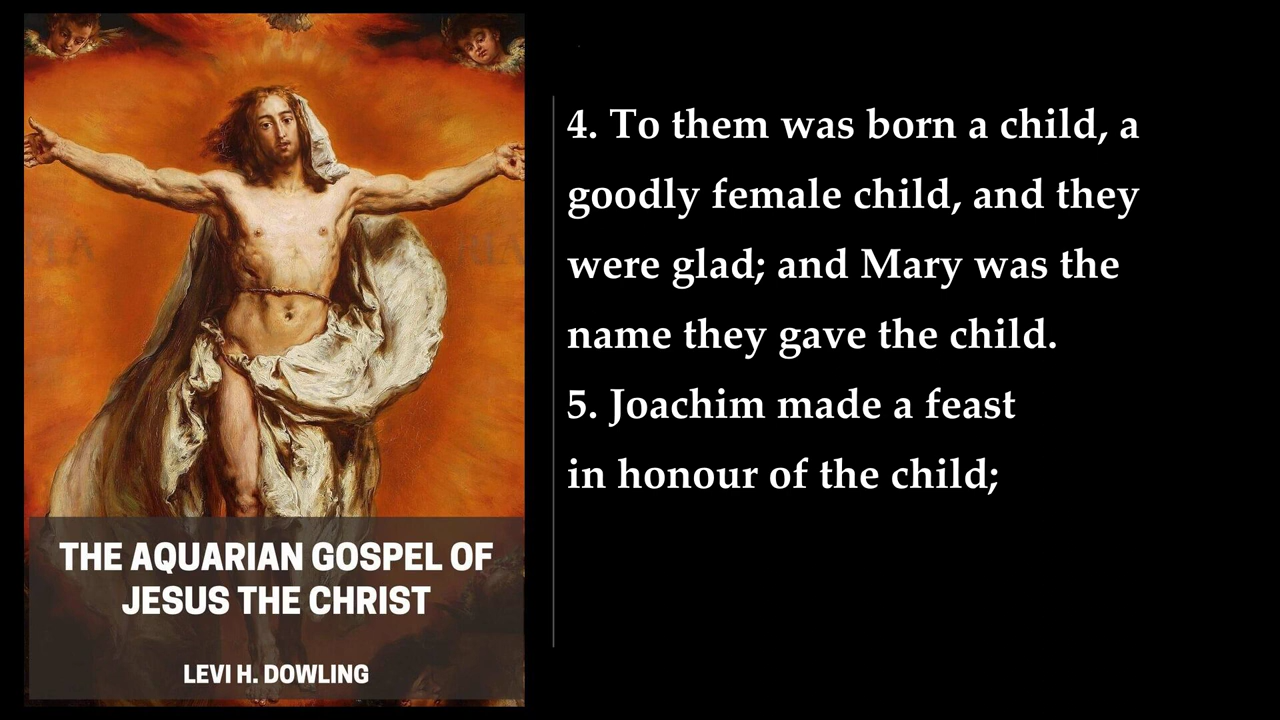 THE AQUARIAN GOSPEL OF
JESUS THE CHRIST
LEVI H. DOWLING
4. To them was born a child, a
goodly female child, and they
were glad; and Mary was the
name they gave the child.
5. Joachim made a feast
in honour of the child;